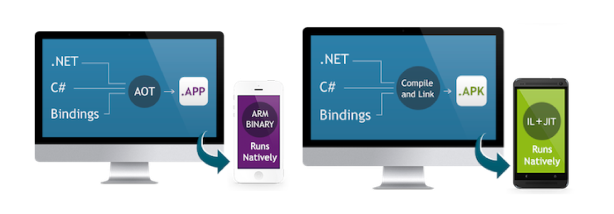 .NET
C#
Bindings
AOT
.APP
ARM
BINARY
Runs
Natively
.NET
C#
Bindings
Compile
and Link
.APK
IL+JIT
Runs
Natively